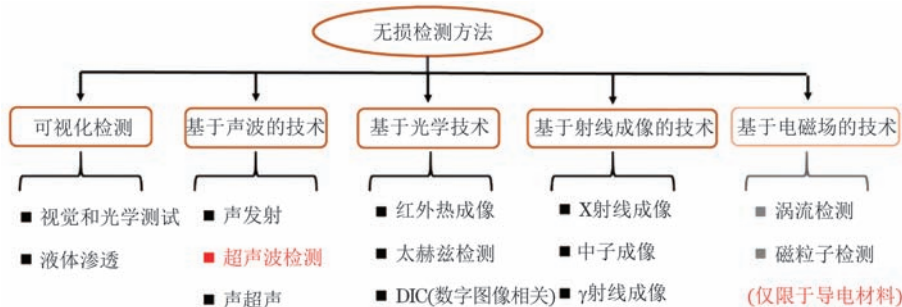 无损检测方法
可视化检测
基于声波的技术
基于光学技术
基于射线成像的技术
基于电磁场的技术
视觉和光学测试
液体渗透
声发射
超声波检测
声超声
红外热成像
太赫兹检测
DIC(数字图像相关)
X射线成像
中子成像
γ射线成像
涡流检测
磁粒子检测
(仅限于导电材料)